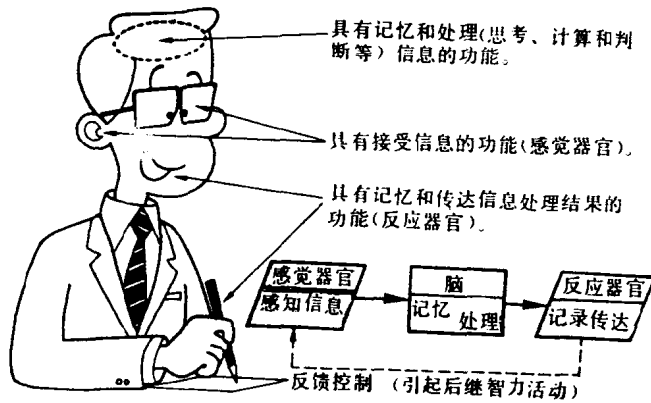 具有记忆和处理(思考、计算和判
断等）信息的功能。
具有接受信息的功能(感觉器官)。
具有记忆和传达信息处理结果的
功能(反应器官)。
感觉器官
感知信息
脑
记忆
处理
反应器官
记录传达
反馈控制 (引起后继智力活动)